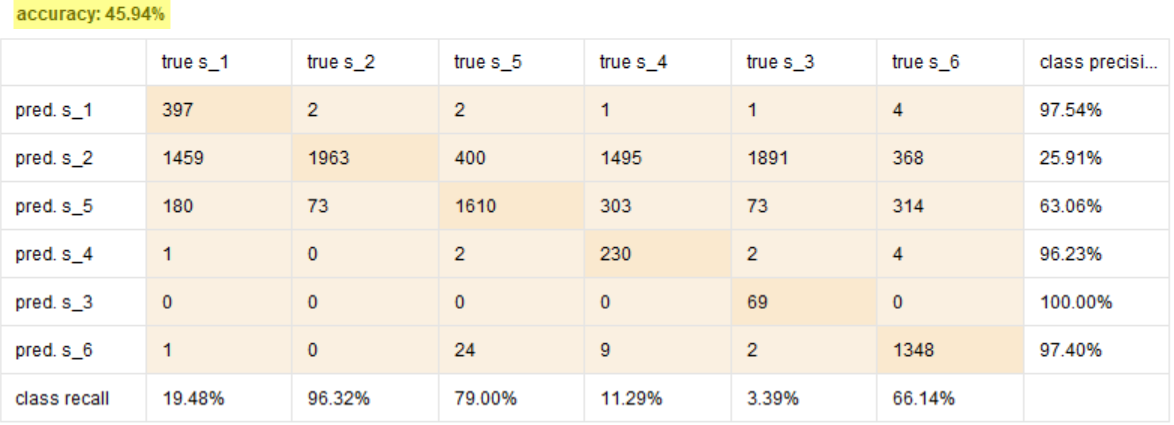 accuracy: 45.94%
true s_1 true s_2 true s_5 true s_4 true s_3 true s_6 class precisi...
pred. s_1 397 2 2 1 1 4 97.54%
pred. s_2 1459 1963 400 1495 1891 368 25.91%
pred. s_5 180 73 1610 303 73 314 63.06%
pred. s_4 1 0 2 230 2 4 96.23%
pred. s_3 0 0 0 0 69 0 100.00%
pred. s_6 1 0 24 9 2 1348 97.40%
class recall 19.48% 96.32% 79.00% 11.29% 3.39% 66.14%